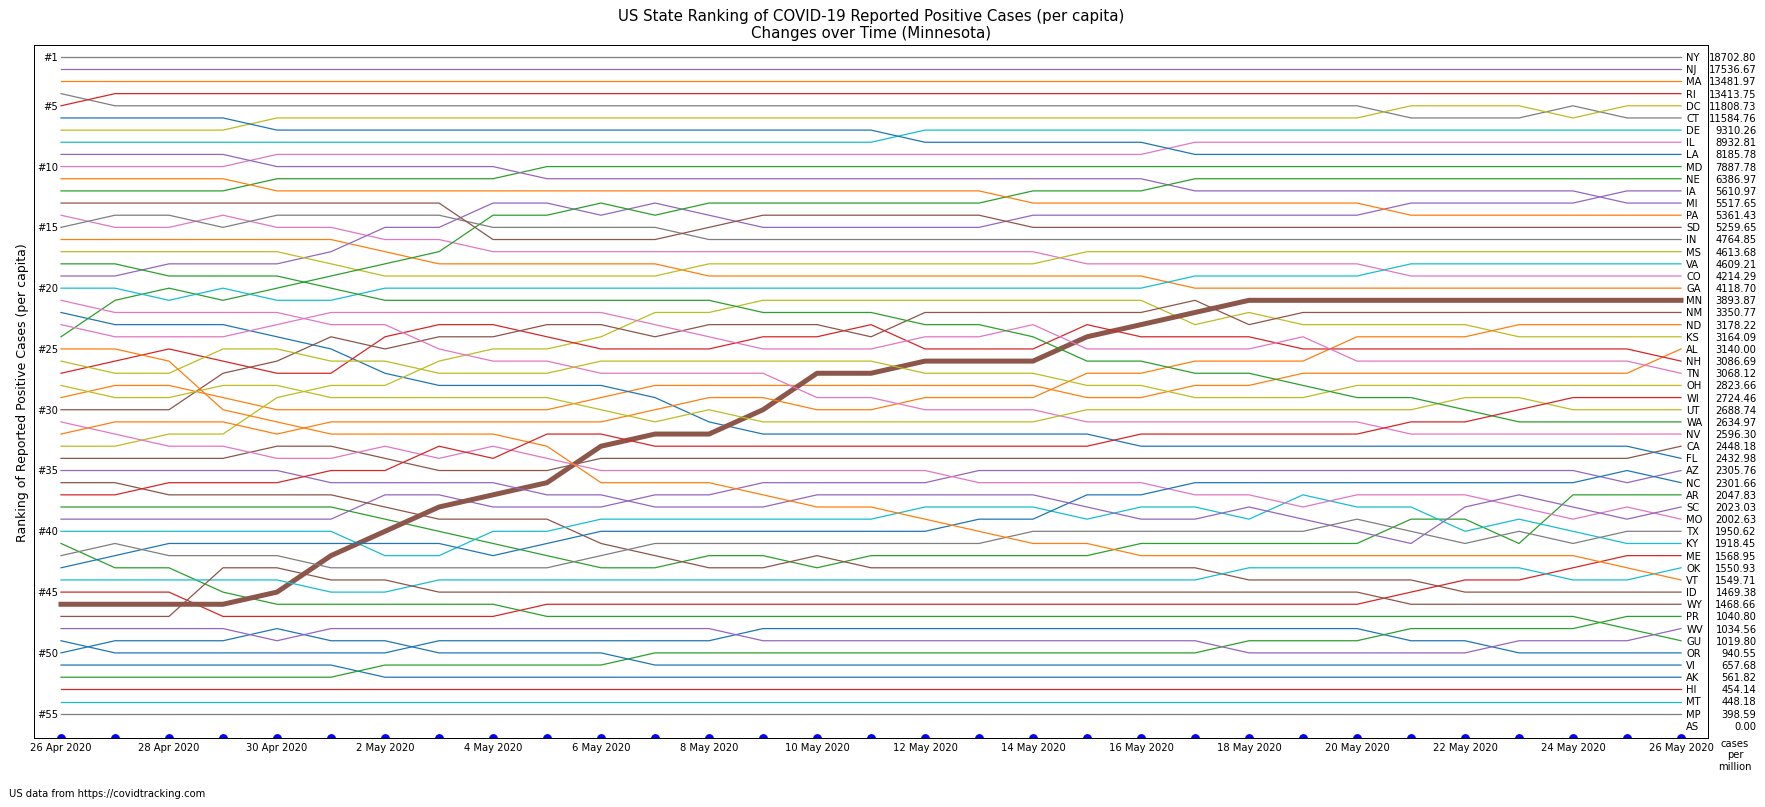 US State Ranking of COVID-19 Reported Positive Cases (per capita)
Changes over Time (Minnesota)
Ranking of Reported Positive Cases (per capita)
#1
#5
#10
#15
#20
#25
#30
#35
#40
#45
#50
#55
NY 18702.80
NJ 17536.67
MA 13481.97
RI 13413.75
DC 11808.73
CT 11584.76
DE 9310.26
IL 8932.81
LA 8185.78
MD 7887.78
NE 6386.97
IA 5610.97
MI 5517.65
PA 5361.43
SD 5259.65
IN 4764.85
MS 4613.68
VA 4609.21
CO 4214.29
GA 4118.70
MN 3893.87
NM 3350.77
ND 3178.22
KS 3164.09
AL 3140.00
NH 3086.69
TN 3068.12
OH 2823.66
WI 2724.46
UT 2688.74
WA 2634.97
NV 2596.30
CA 2448.18
FL 2432.98
AZ 2305.76
NC 2301.66
AR 2047.83
SC 2023.03
MO 2002.63
TX 1950.62
KY 1918.45
ME 1568.95
OK 1550.93
VT 1549.71
ID 1469.38
WY 1468.66
PR 1040.80
WV 1034.56
GU 1019.80
OR 940.55
VI 657.68
AK 561.82
HI 454.14
MT 448.18
MP 398.59
AS 0.00
26 Apr 2020 28 Apr 2020 30 Apr 2020 2 May 2020 4 May 2020 6 May 2020 8 May 2020 10 May 2020 12 May 2020 14 May 2020 16 May 2020 18 May 2020 20 May 2020 22 May 2020 24 May 2020 26 May 2020
cases
per
million
US data from https://covidtracking.com